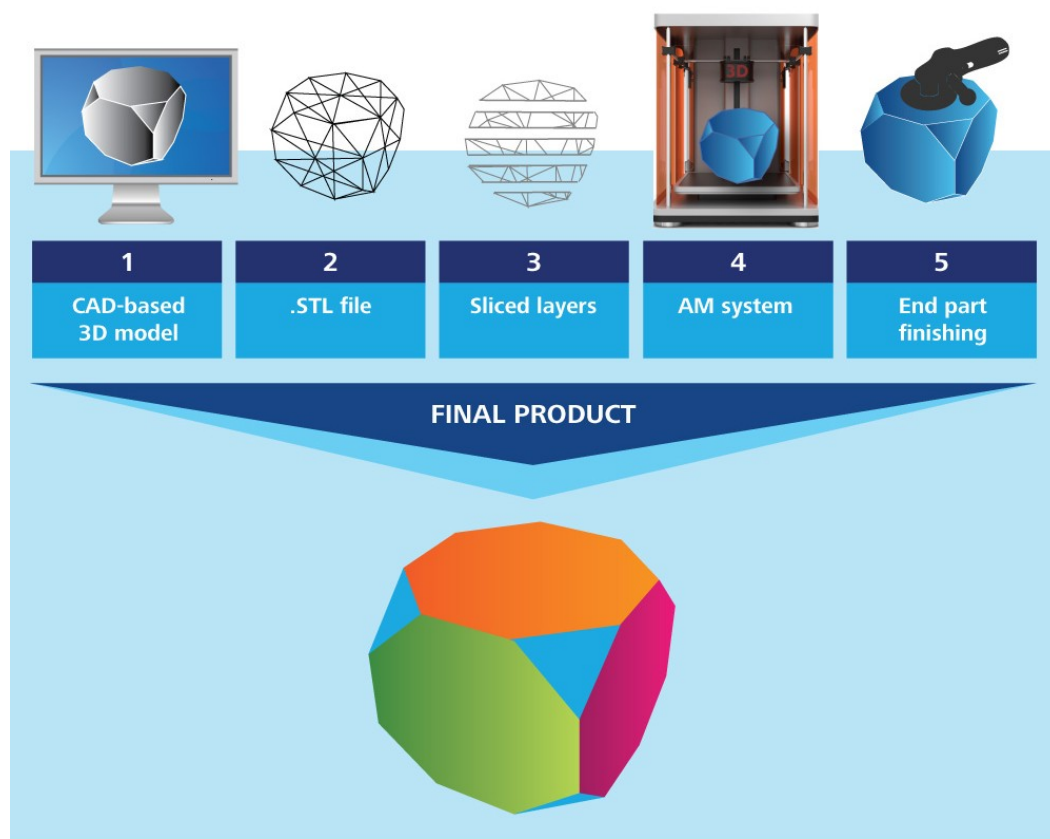 3D
1
CAD-based
3D model
2
.STL file
3
Sliced layers
4
AM system
5
End part
finishing
FINAL PRODUCT